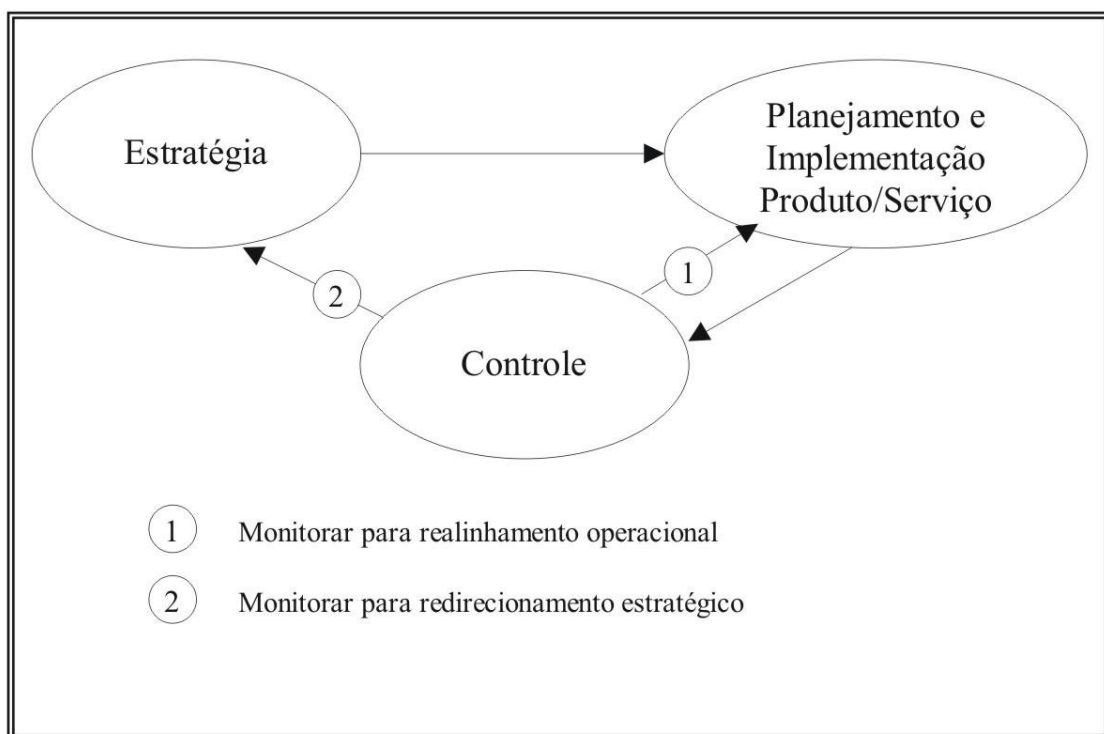 Estratégia
Planejamento e
Implementação
Produto/Serviço
1
2
Controle
1 Monitorar para realinhamento operacional
2 Monitorar para redirecionamento estratégico